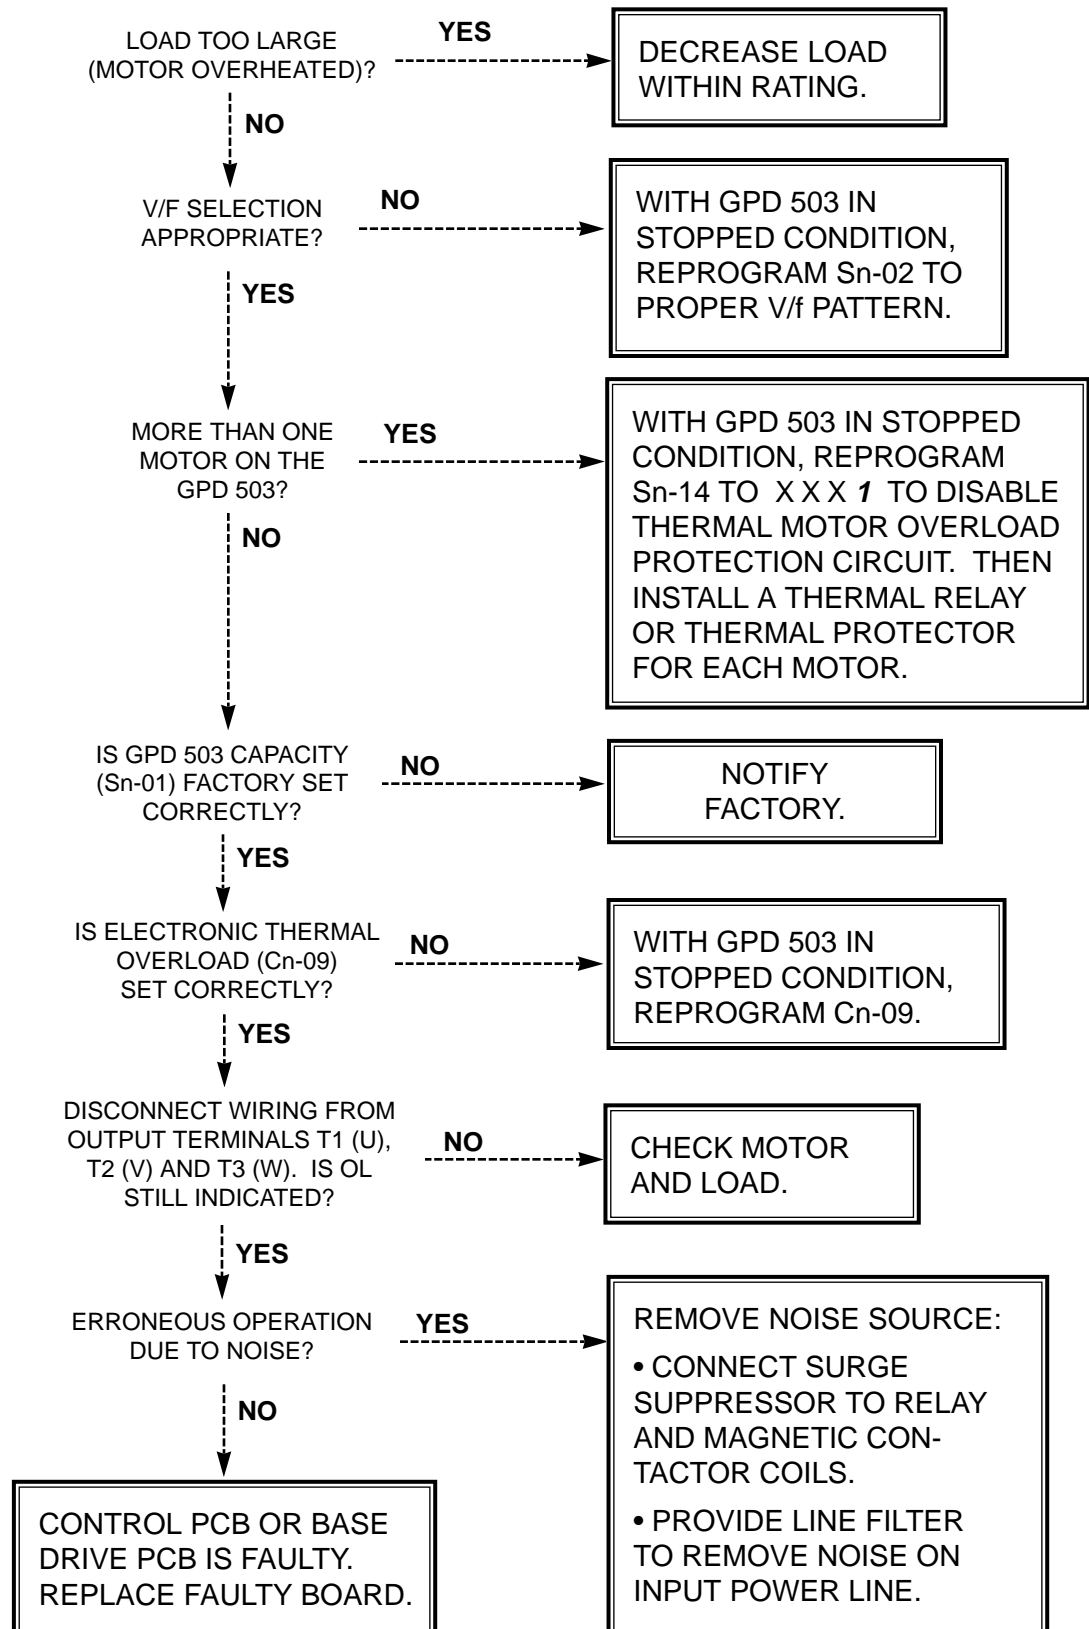 LOAD TOO LARGE
(MOTOR OVERHEATED)?
YES
DECREASE LOAD
WITHIN RATING.
NO
V/F SELECTION
APPROPRIATE?
NO
WITH GPD 503 IN
STOPPED CONDITION,
REPROGRAM Sn-02 TO
PROPER V/f PATTERN.
YES
MORE THAN ONE
MOTOR ON THE
GPD 503?
YES
WITH GPD 503 IN STOPPED
CONDITION, REPROGRAM
Sn-14 TO X X X 1 TO DISABLE
THERMAL MOTOR OVERLOAD
PROTECTION CIRCUIT. THEN
INSTALL A THERMAL RELAY
OR THERMAL PROTECTOR
FOR EACH MOTOR.
NO
IS GPD 503 CAPACITY
(Sn-01) FACTORY SET
CORRECTLY?
NO
NOTIFY
FACTORY.
YES
IS ELECTRONIC THERMAL
OVERLOAD (Cn-09)
SET CORRECTLY?
NO
WITH GPD 503 IN
STOPPED CONDITION,
REPROGRAM Cn-09.
YES
DISCONNECT WIRING FROM
OUTPUT TERMINALS T1 (U),
T2 (V) AND T3 (W). IS OL
STILL INDICATED?
NO
CHECK MOTOR
AND LOAD.
YES
ERRONEOUS OPERATION
DUE TO NOISE?
YES
REMOVE NOISE SOURCE:
• CONNECT SURGE
SUPPRESSOR TO RELAY
AND MAGNETIC CON-
TACTOR COILS.
• PROVIDE LINE FILTER
TO REMOVE NOISE ON
INPUT POWER LINE.
NO
CONTROL PCB OR BASE
DRIVE PCB IS FAULTY.
REPLACE FAULTY BOARD.